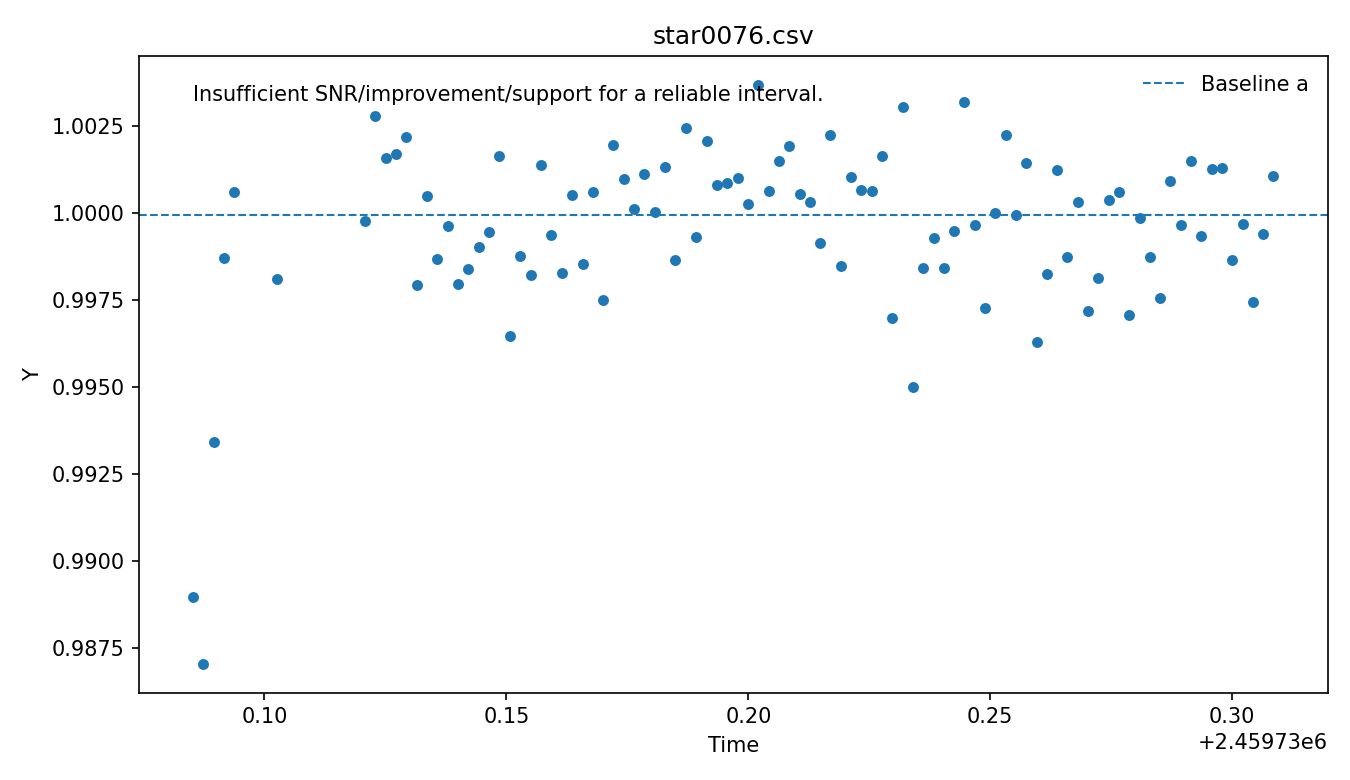 star0076.csv
Insufficient SNR/improvement/support for a reliable interval.
Baseline a
1.0025
1.0000
0.9975
0.9950
0.9925
0.9900
0.9875
Y
0.10 0.15 0.20 0.25 0.30
Time
+2.45973e6